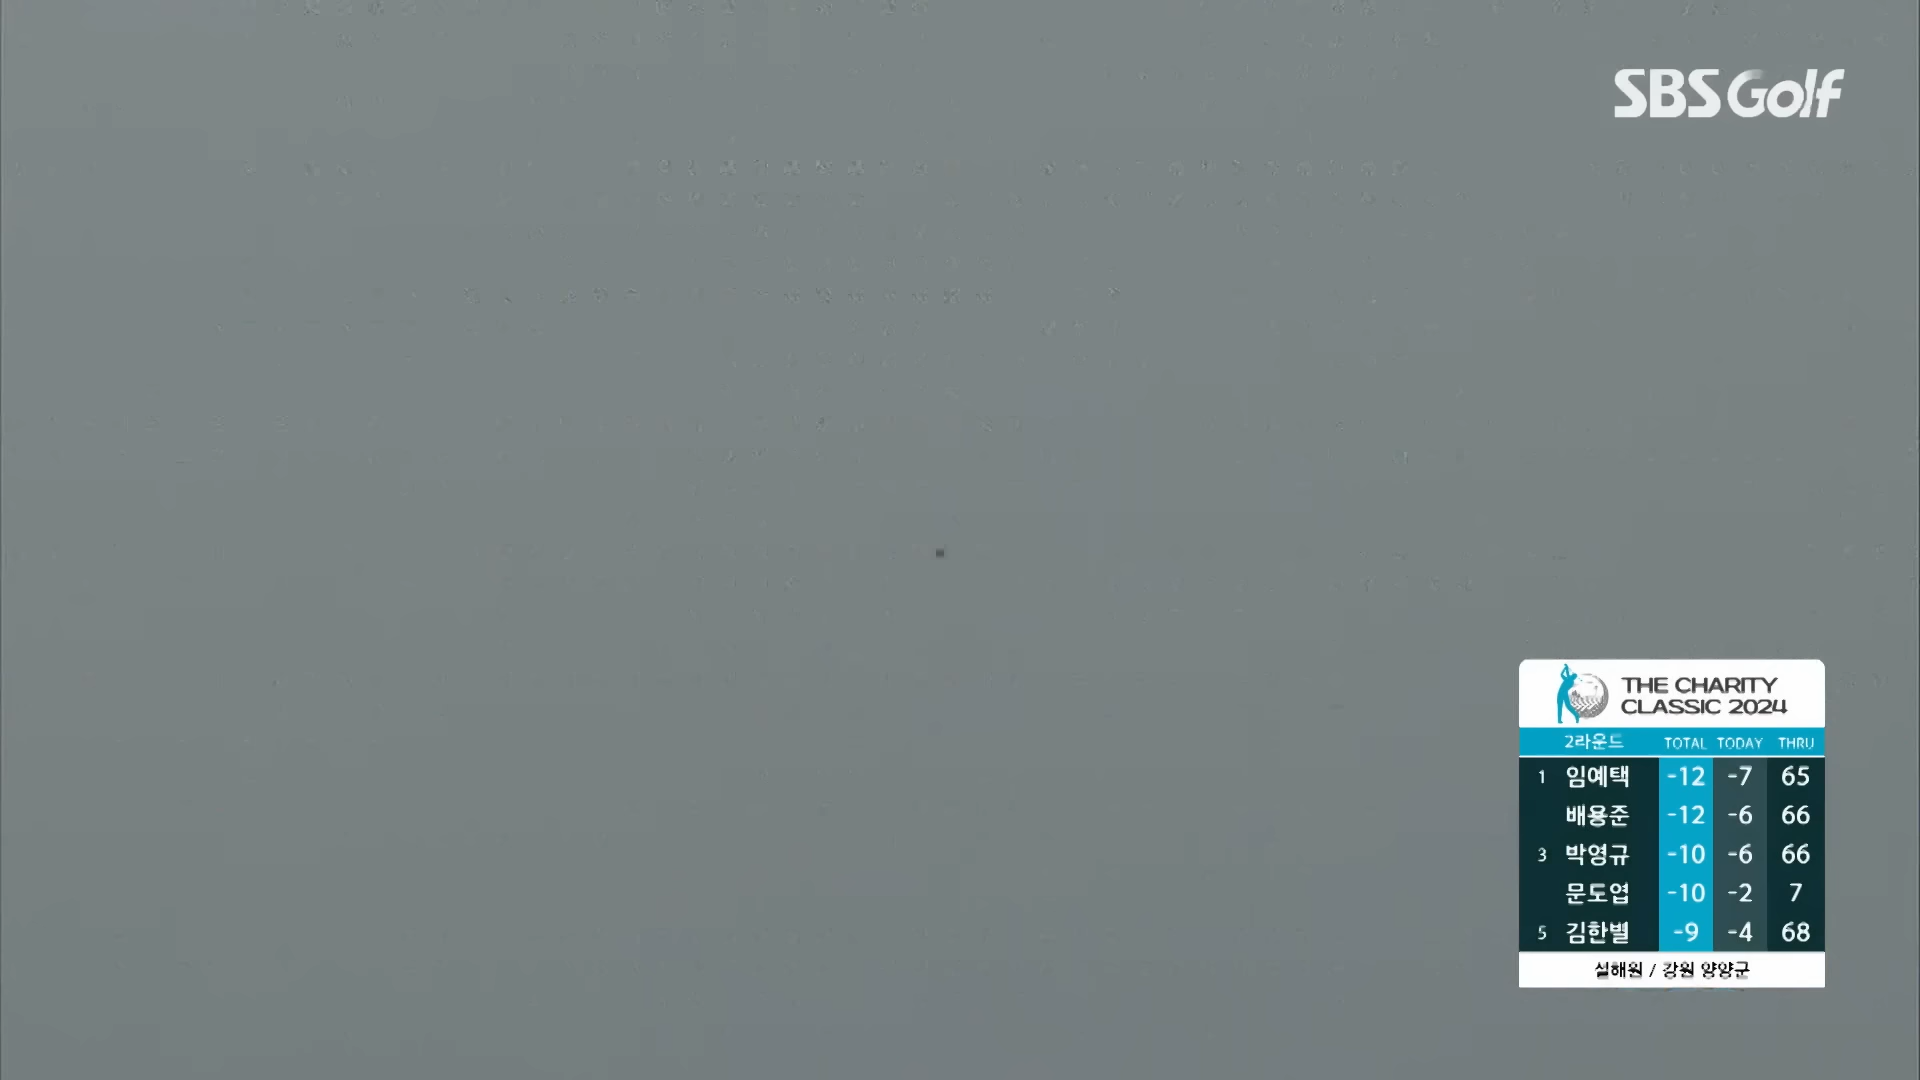 SBS Golf
THE CHARITY
CLASSIC 2024
2라운드 TOTAL TODAY THRU
1 임예택 -12 -7 65
배용준 -12 -6 66
3 박영규 -10 -6 66
문도엽 -10 -2 7
5 김한별 -9 -4 68
설해원 / 강원 양양군